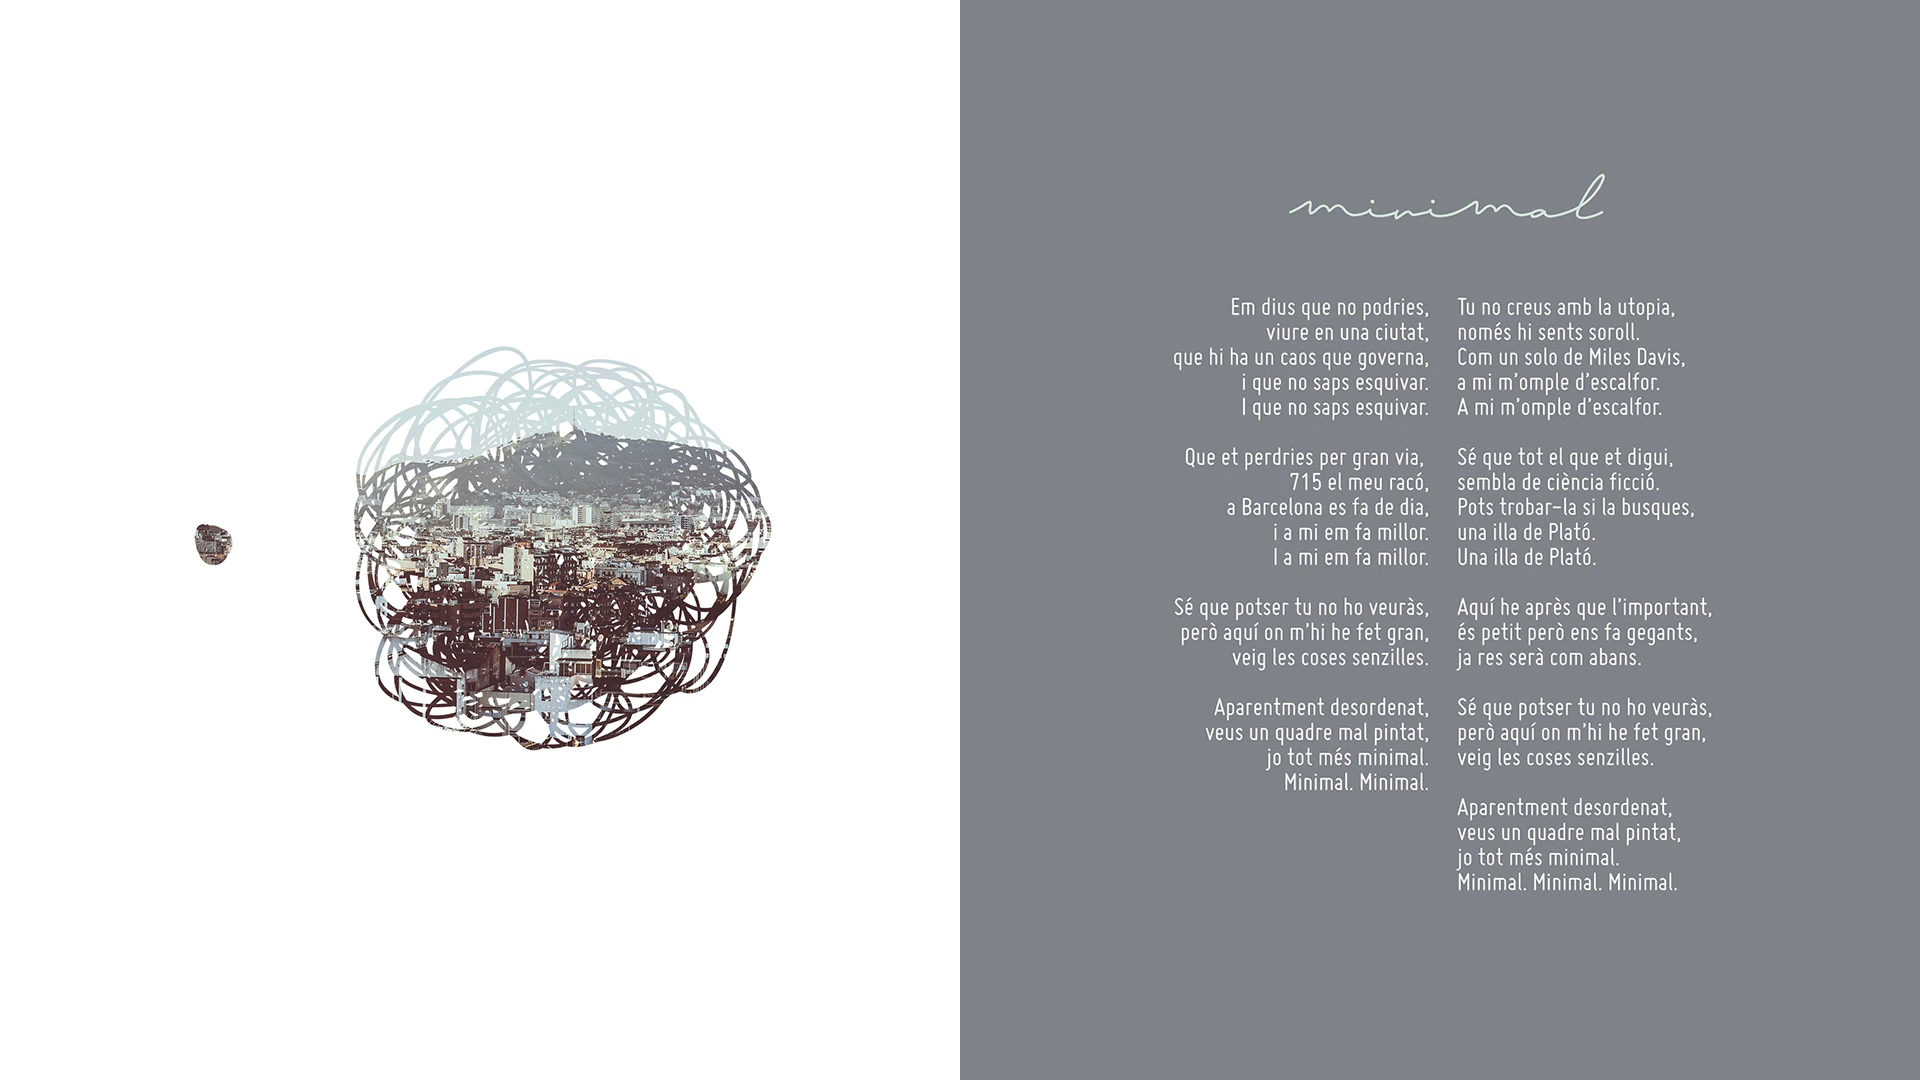 minimal
Em dius que no podries,
viure en una ciutat,
que hi ha un caos que governa,
i que no saps esquivar.
I que no saps esquivar.
Que et perdries per gran via,
715 el meu racó,
a Barcelona es fa de dia,
i a mi em fa millor.
I a mi em fa millor.
Sé que potser tu no ho veuràs,
però aquí on m'hi he fet gran,
veig les coses senzilles.
Aparentment desordenat,
veus un quadre mal pintat,
jo tot més minimal.
Minimal. Minimal.
Tu no creus amb la utopia,
només hi sents soroll.
Com un solo de Miles Davis,
a mi m'omple d'escalfor.
A mi m'omple d'escalfor.
Sé que tot el que et digui,
sembla de ciència ficció.
Pots trobar-la si la busques,
una illa de Plató.
Una illa de Plató.
Aquí he après que l'important,
és petit però ens fa gegants,
ja res serà com abans.
Sé que potser tu no ho veuràs,
però aquí on m'hi he fet gran,
veig les coses senzilles.
Aparentment desordenat,
veus un quadre mal pintat,
jo tot més minimal.
Minimal. Minimal. Minimal.